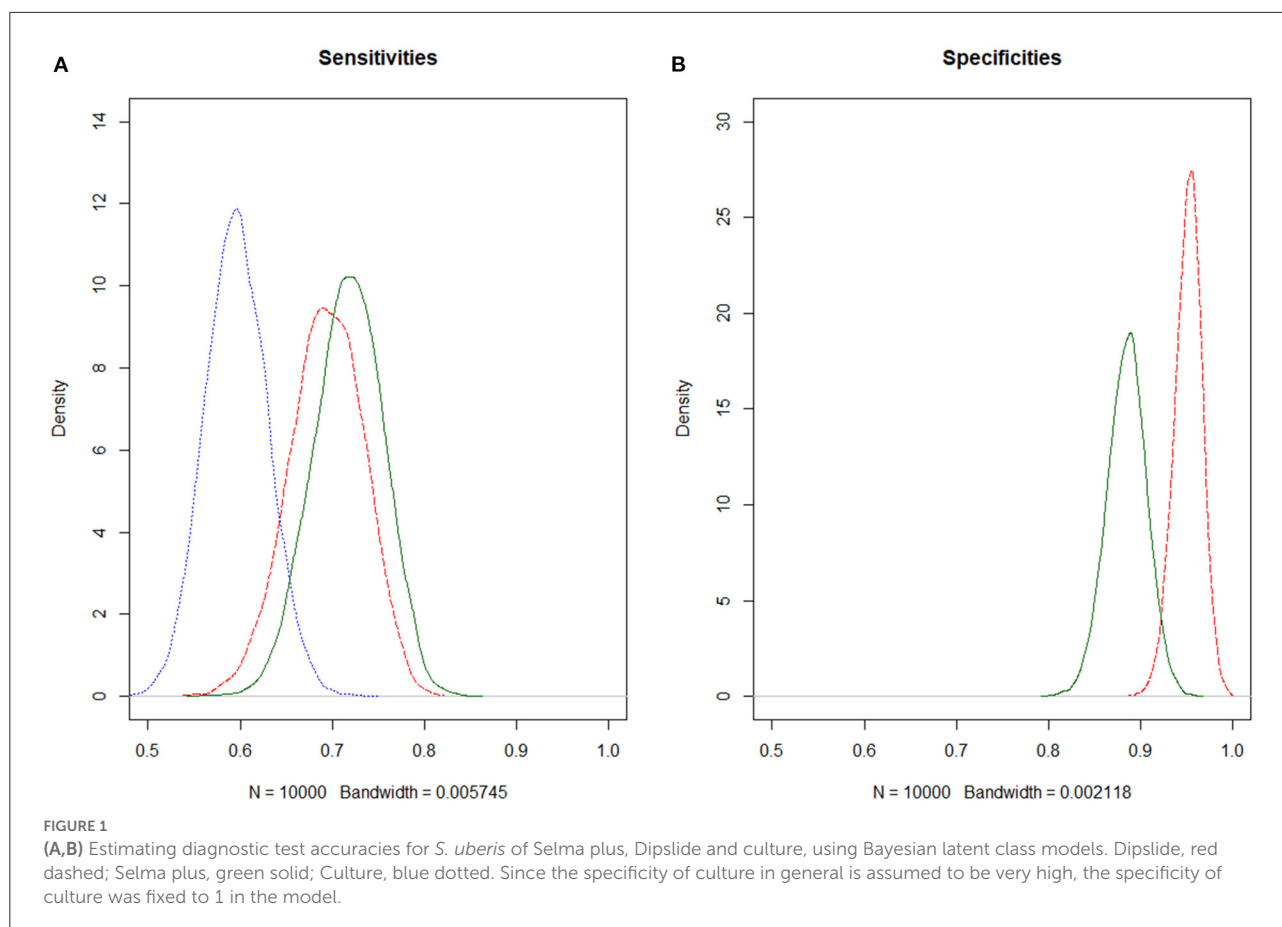 A
Sensitivities
14
12
10
8
6
4
2
0
Density
0.5 0.6 0.7 0.8 0.9 1.0
N = 10000 Bandwidth = 0.005745
B
Specificities
30
25
20
15
10
5
0
Density
0.5 0.6 0.7 0.8 0.9 1.0
N = 10000 Bandwidth = 0.002118
FIGURE 1
(A,B) Estimating diagnostic test accuracies for S. uberis of Selma plus, Dipslide and culture, using Bayesian latent class models. Dipslide, red
dashed; Selma plus, green solid; Culture, blue dotted. Since the specificity of culture in general is assumed to be very high, the specificity of
culture was fixed to 1 in the model.